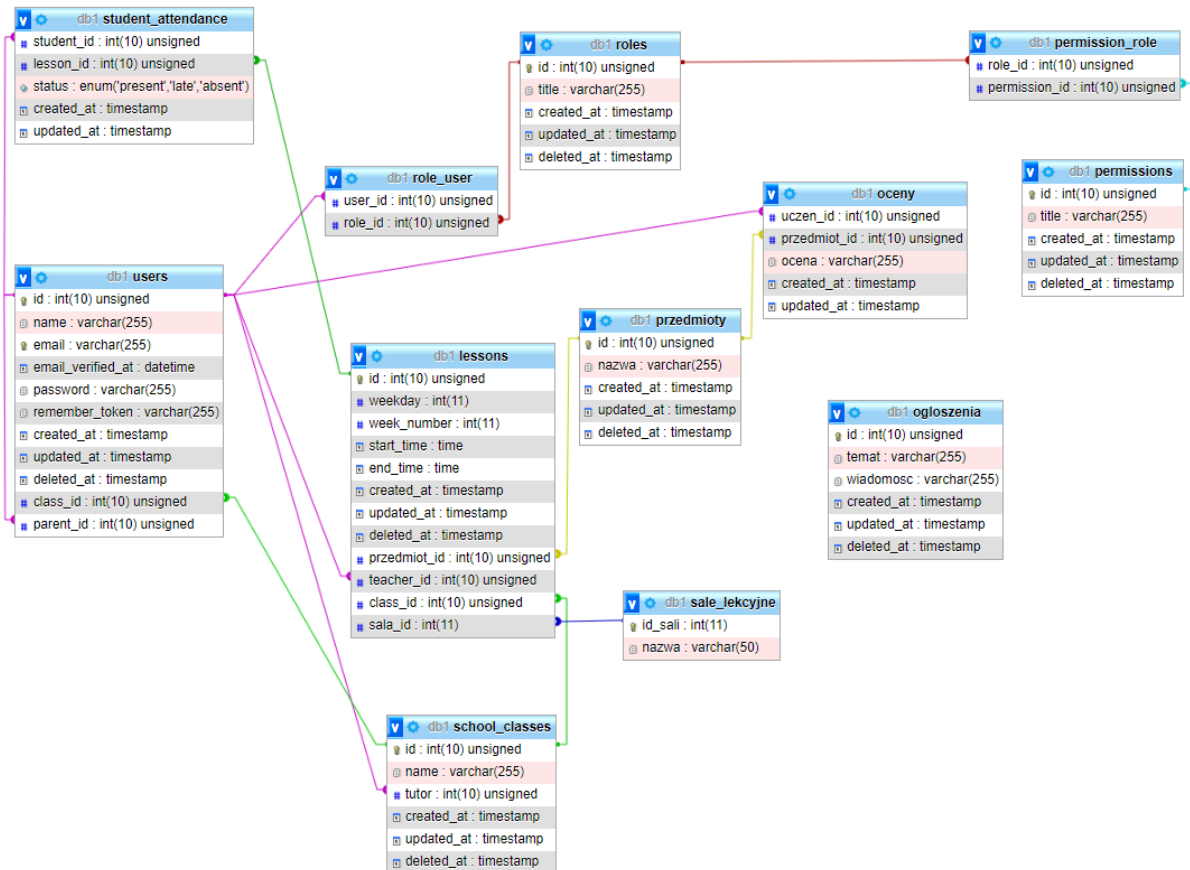 db1 student_attendance
student_id : int(10) unsigned
lesson_id : int(10) unsigned
status : enum('present','late','absent')
created_at : timestamp
updated_at : timestamp
db1 roles
id : int(10) unsigned
title : varchar(255)
created_at : timestamp
updated_at : timestamp
deleted_at : timestamp
db1 permission_role
role_id : int(10) unsigned
permission_id : int(10) unsigned
db1 role_user
user_id : int(10) unsigned
role_id : int(10) unsigned
db1 oceny
uczen_id : int(10) unsigned
przedmiot_id : int(10) unsigned
ocena : varchar(255)
created_at : timestamp
updated_at : timestamp
db1 permissions
id : int(10) unsigned
title : varchar(255)
created_at : timestamp
updated_at : timestamp
deleted_at : timestamp
db1 users
id : int(10) unsigned
name : varchar(255)
email : varchar(255)
email_verified_at : datetime
password : varchar(255)
remember_token : varchar(255)
created_at : timestamp
updated_at : timestamp
deleted_at : timestamp
class_id : int(10) unsigned
parent_id : int(10) unsigned
db1 lessons
id : int(10) unsigned
weekday : int(11)
week_number : int(11)
start_time : time
end_time : time
created_at : timestamp
updated_at : timestamp
deleted_at : timestamp
przedmiot_id : int(10) unsigned
teacher_id : int(10) unsigned
class_id : int(10) unsigned
sala_id : int(11)
db1 przedmioty
id : int(10) unsigned
nazwa : varchar(255)
created_at : timestamp
updated_at : timestamp
deleted_at : timestamp
db1 ogloszenia
id : int(10) unsigned
temat : varchar(255)
wiadomosc : varchar(255)
created_at : timestamp
updated_at : timestamp
deleted_at : timestamp
db1 sale_lekcyjne
id_sali : int(11)
nazwa : varchar(50)
db1 school_classes
id : int(10) unsigned
name : varchar(255)
tutor : int(10) unsigned
created_at : timestamp
updated_at : timestamp
deleted_at : timestamp